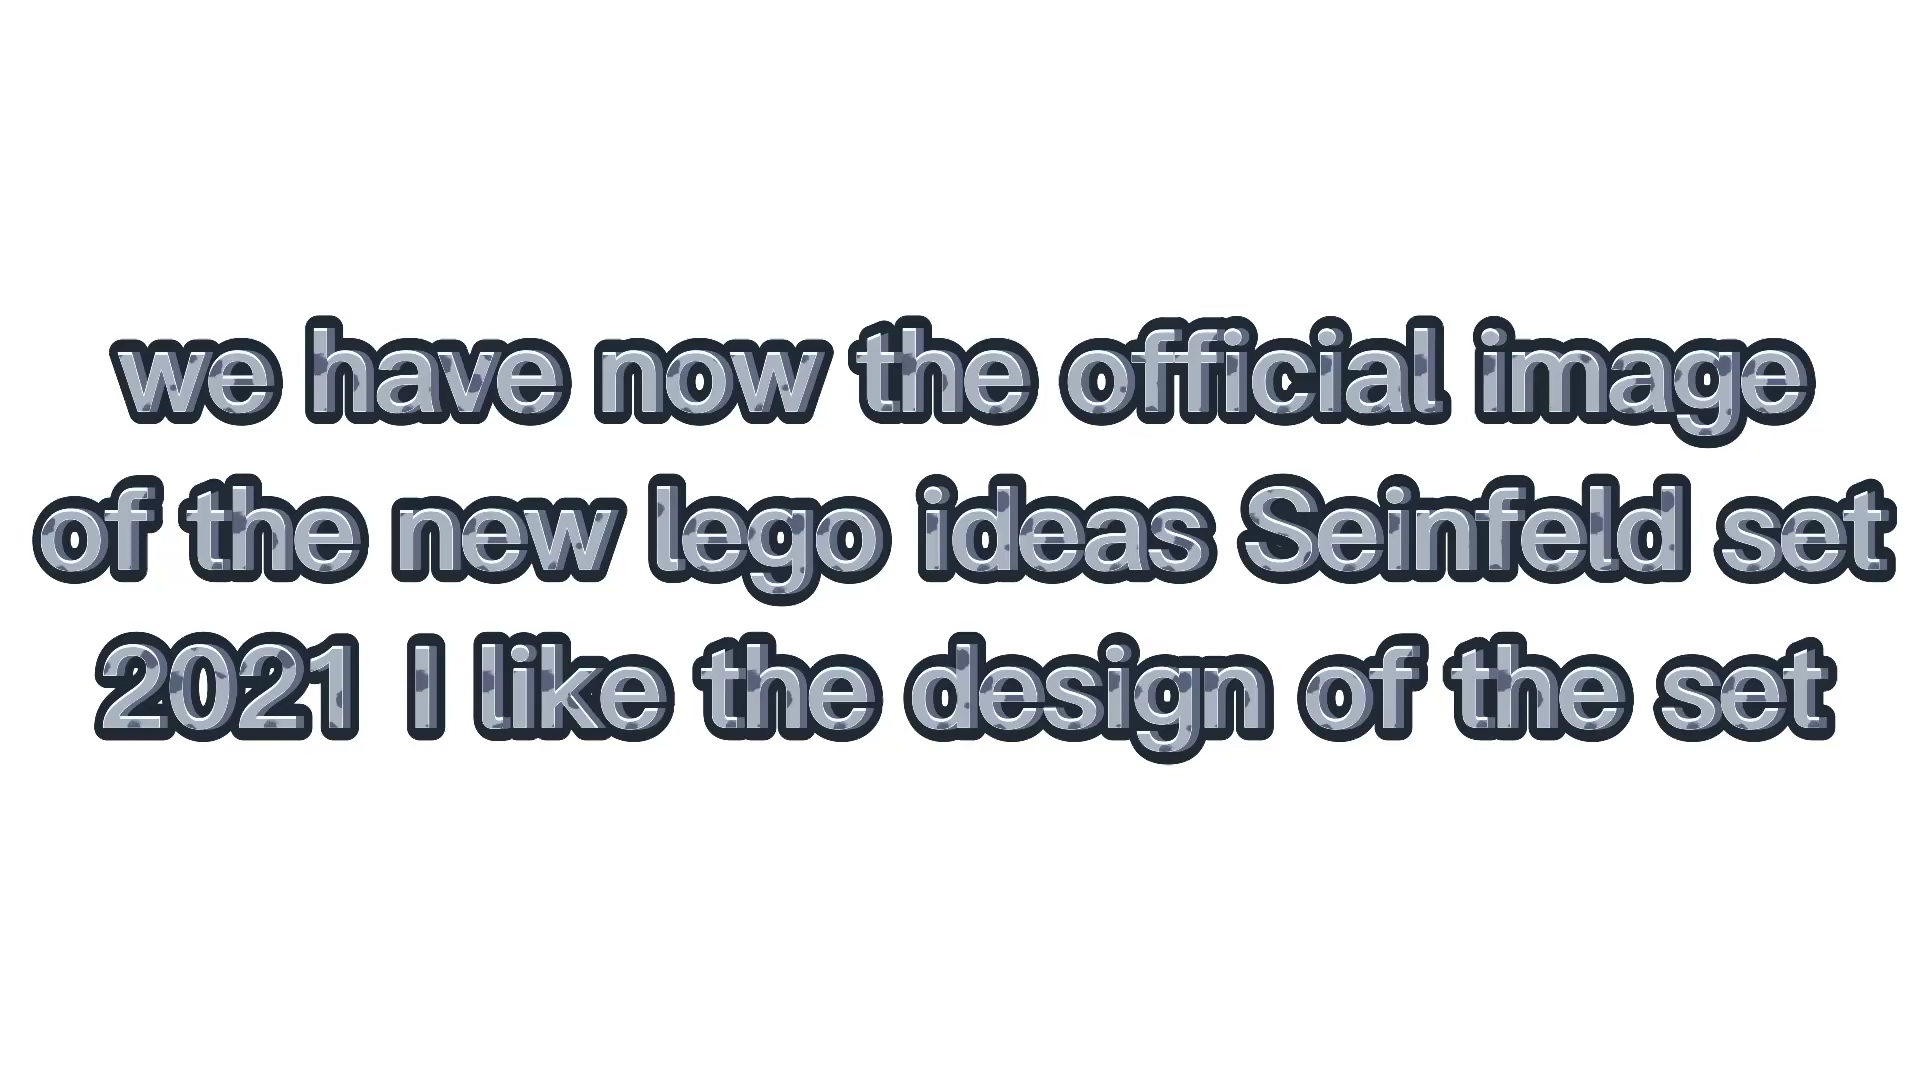 we have now the official image
of the new lego ideas Seinfeld set
2021 I like the design of the set